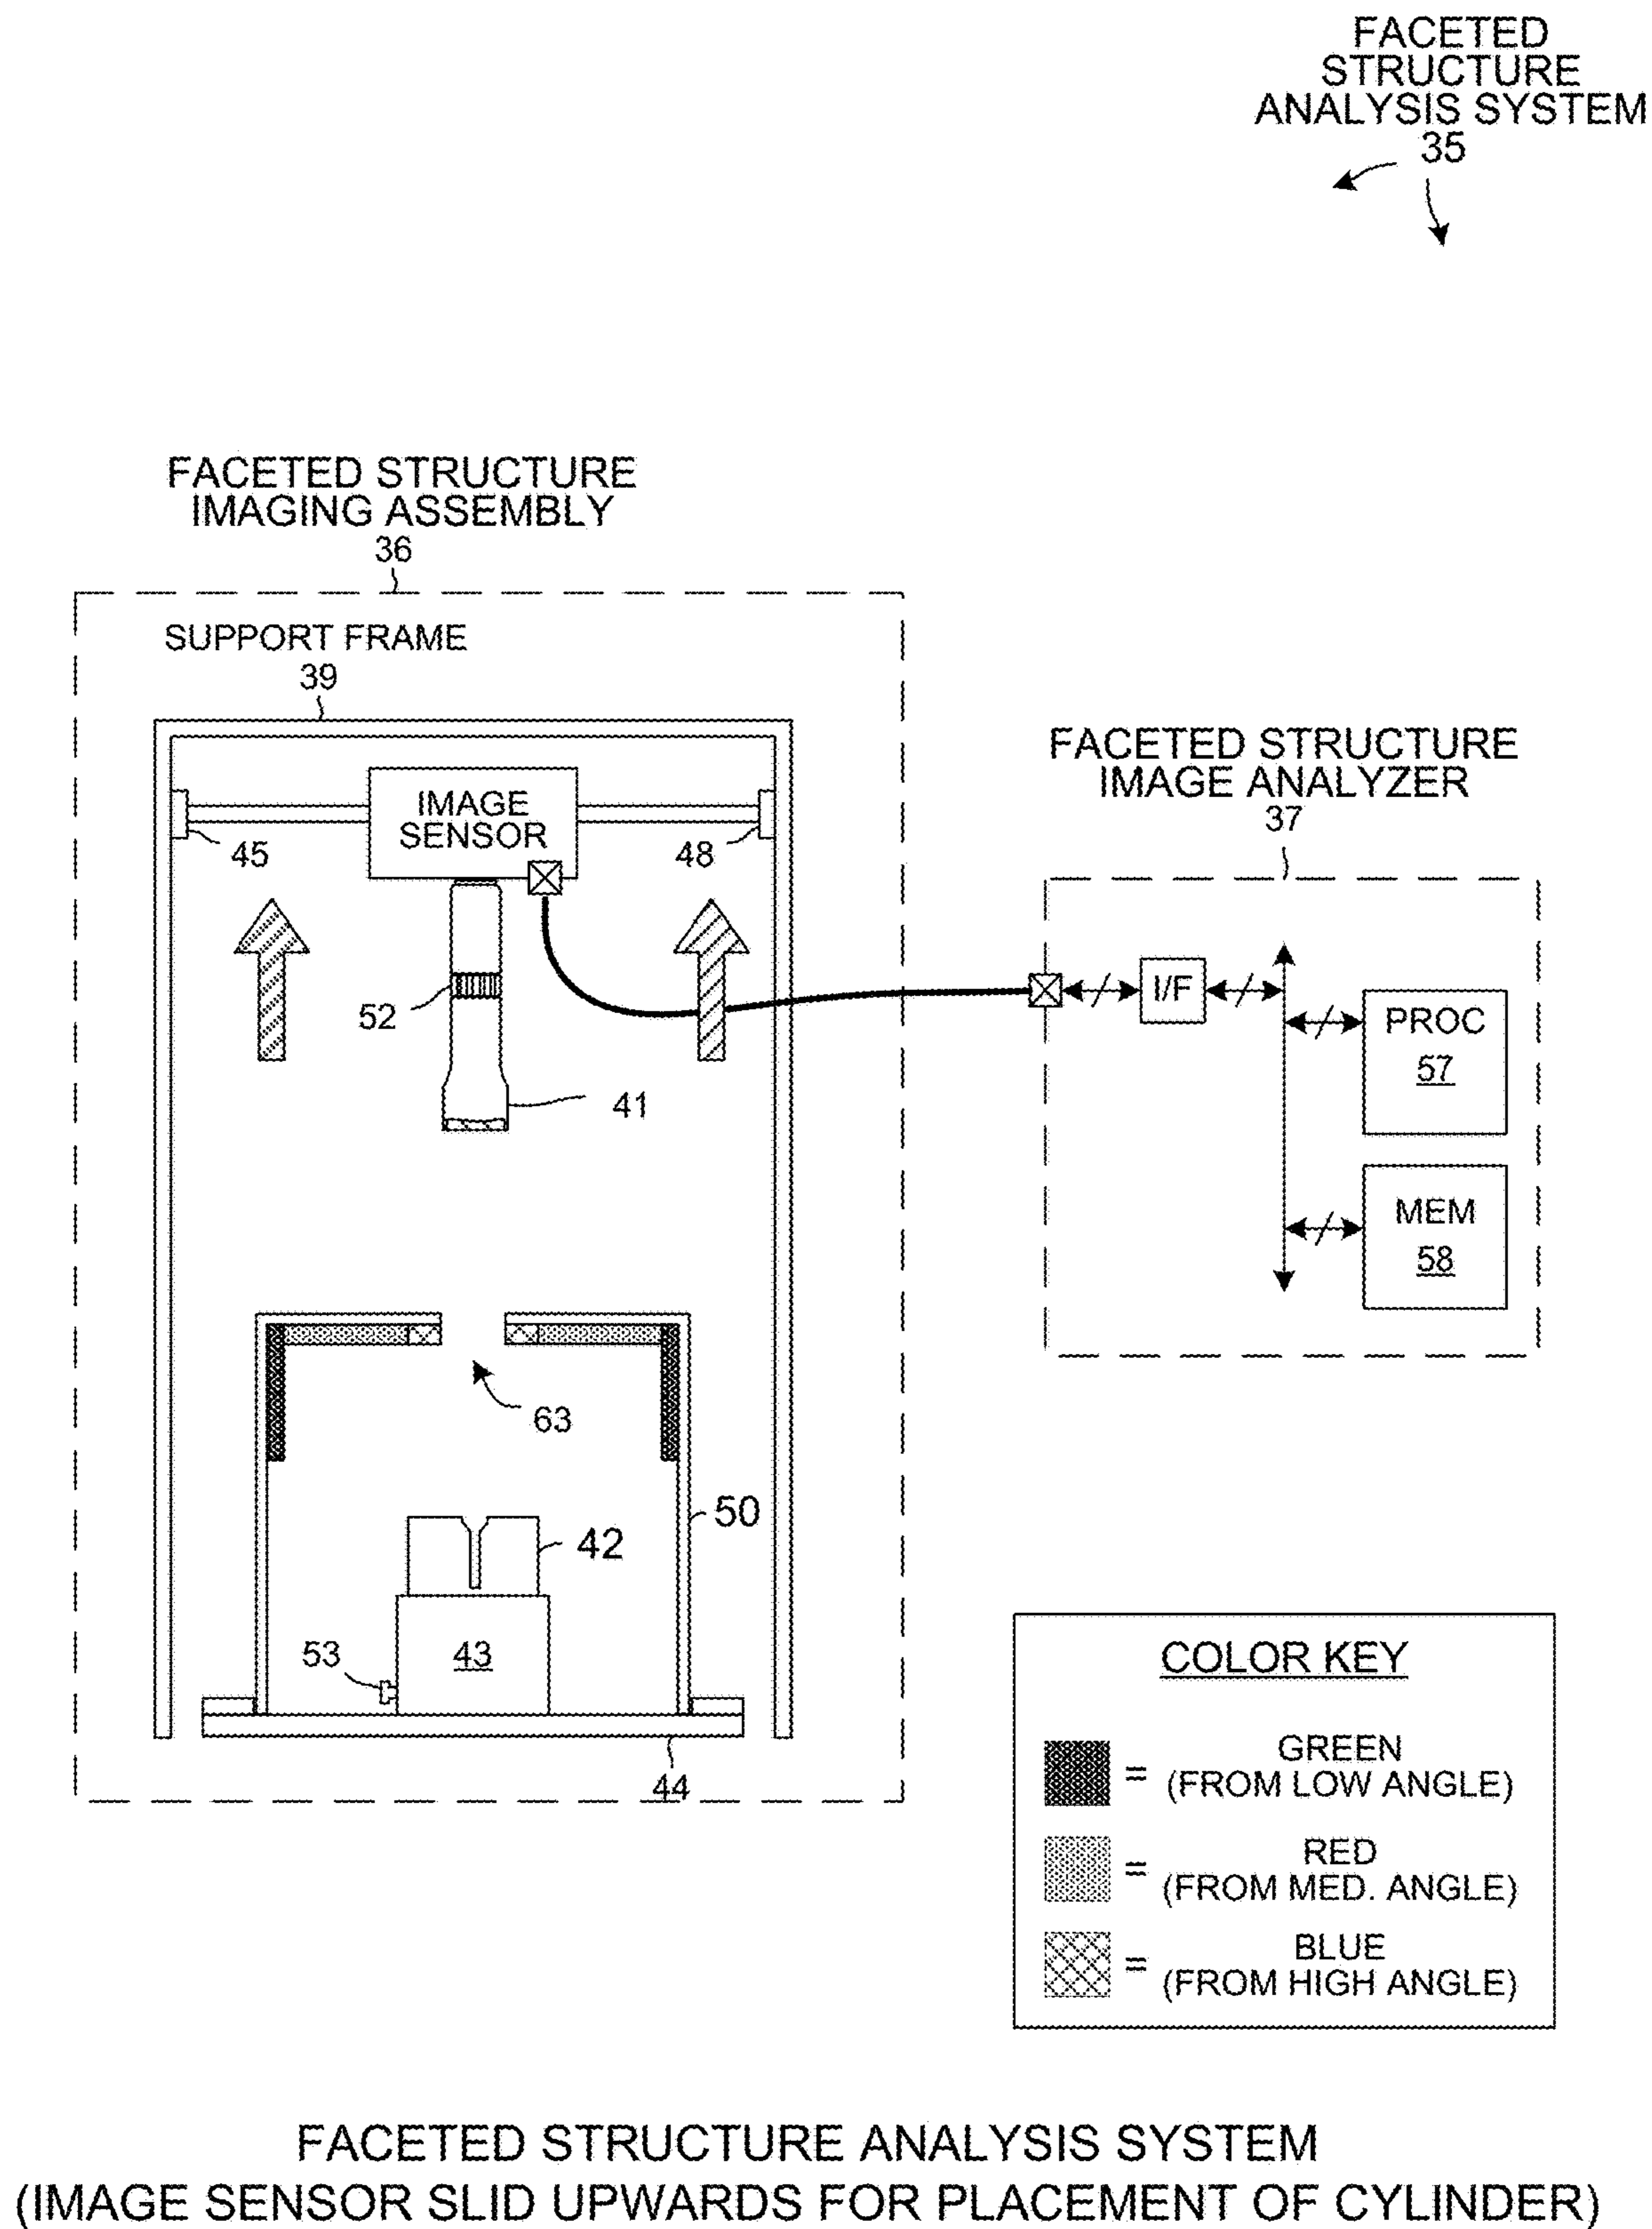 FACETED
STRUCTURE
ANALYSIS SYSTEM
35
FACETED STRUCTURE
IMAGING ASSEMBLY
36
SUPPORT FRAME
39
IMAGE
SENSOR
45
48
52
41
FACETED STRUCTURE
IMAGE ANALYZER
37
I/F
PROC
57
MEM
58
63
50
42
53
43
44
COLOR KEY
= GREEN
(FROM LOW ANGLE)
= RED
(FROM MED. ANGLE)
= BLUE
(FROM HIGH ANGLE)
FACETED STRUCTURE ANALYSIS SYSTEM
(IMAGE SENSOR SLID UPWARDS FOR PLACEMENT OF CYLINDER)